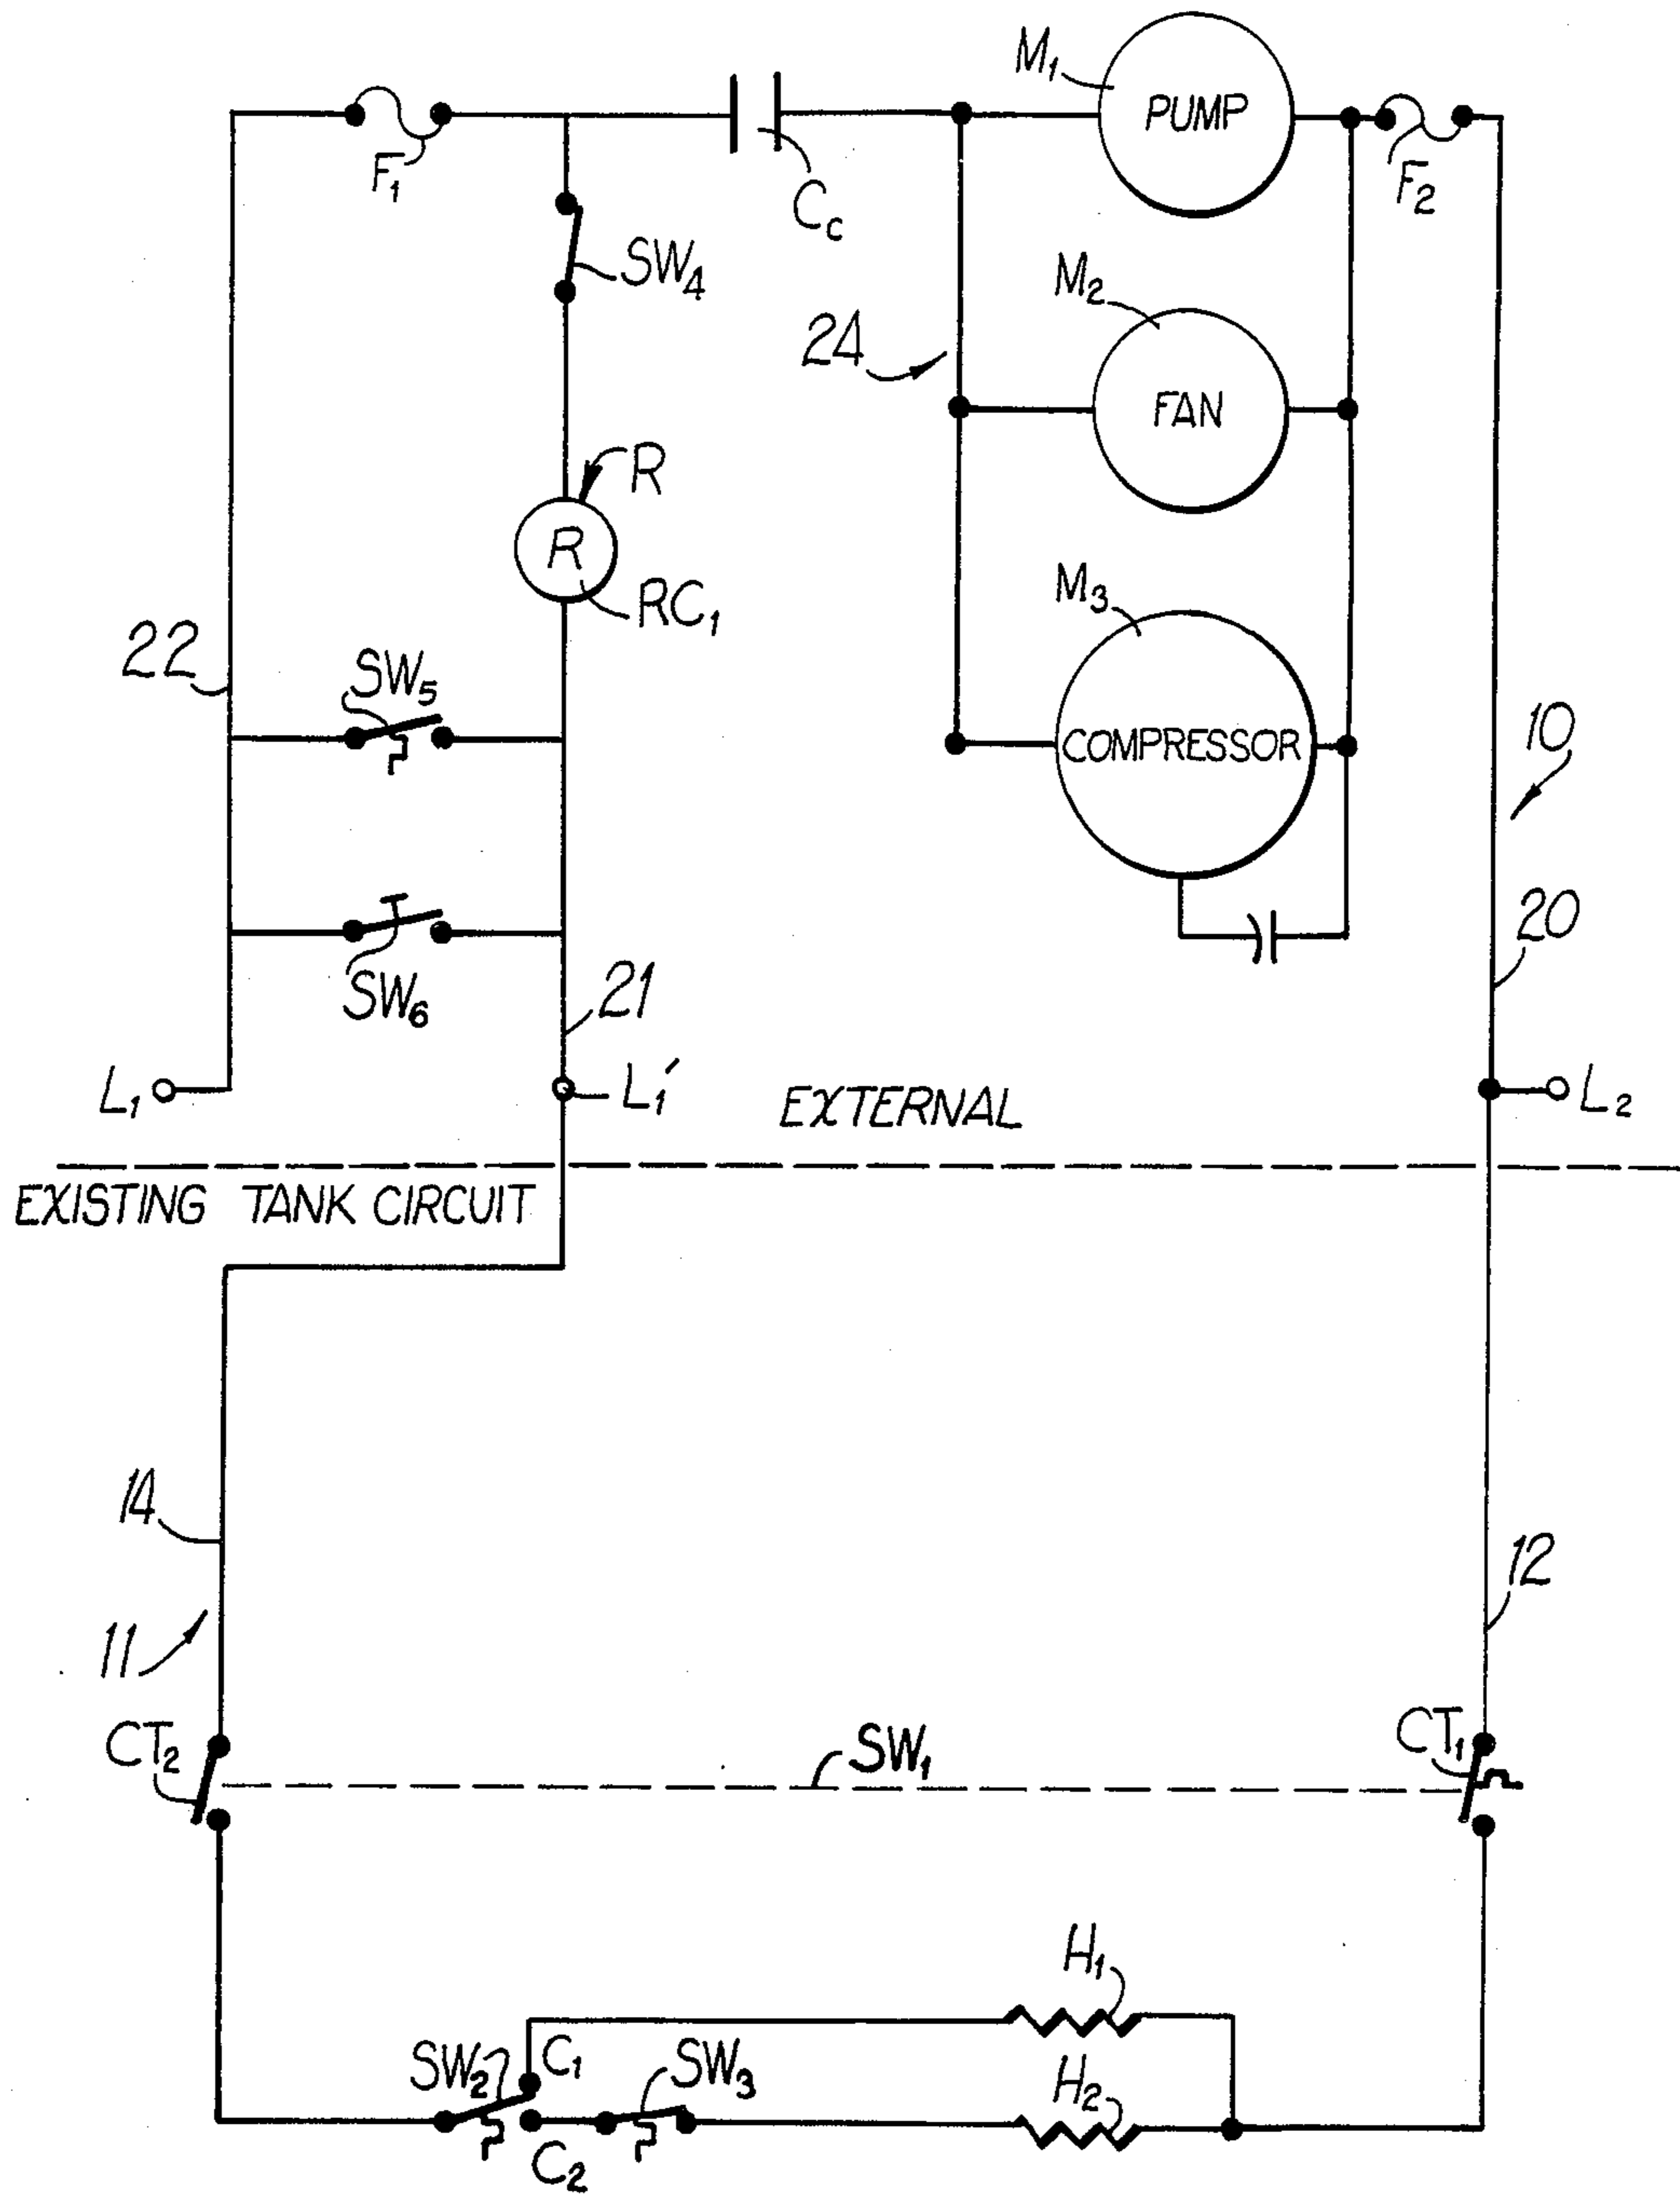 M₁
PUMP
F₁
C_c
F₂
SW₄
M₂
24
FAN
R
R
RC₁
M₃
22
SW₅
COMPRESSOR
10
20
SW₆
21
L₁
L₁′
EXTERNAL
L₂
EXISTING TANK CIRCUIT
14
12
11
CT₂
SW₁
CT₁
H₁
SW₂
C₁
SW₃
H₂
C₂